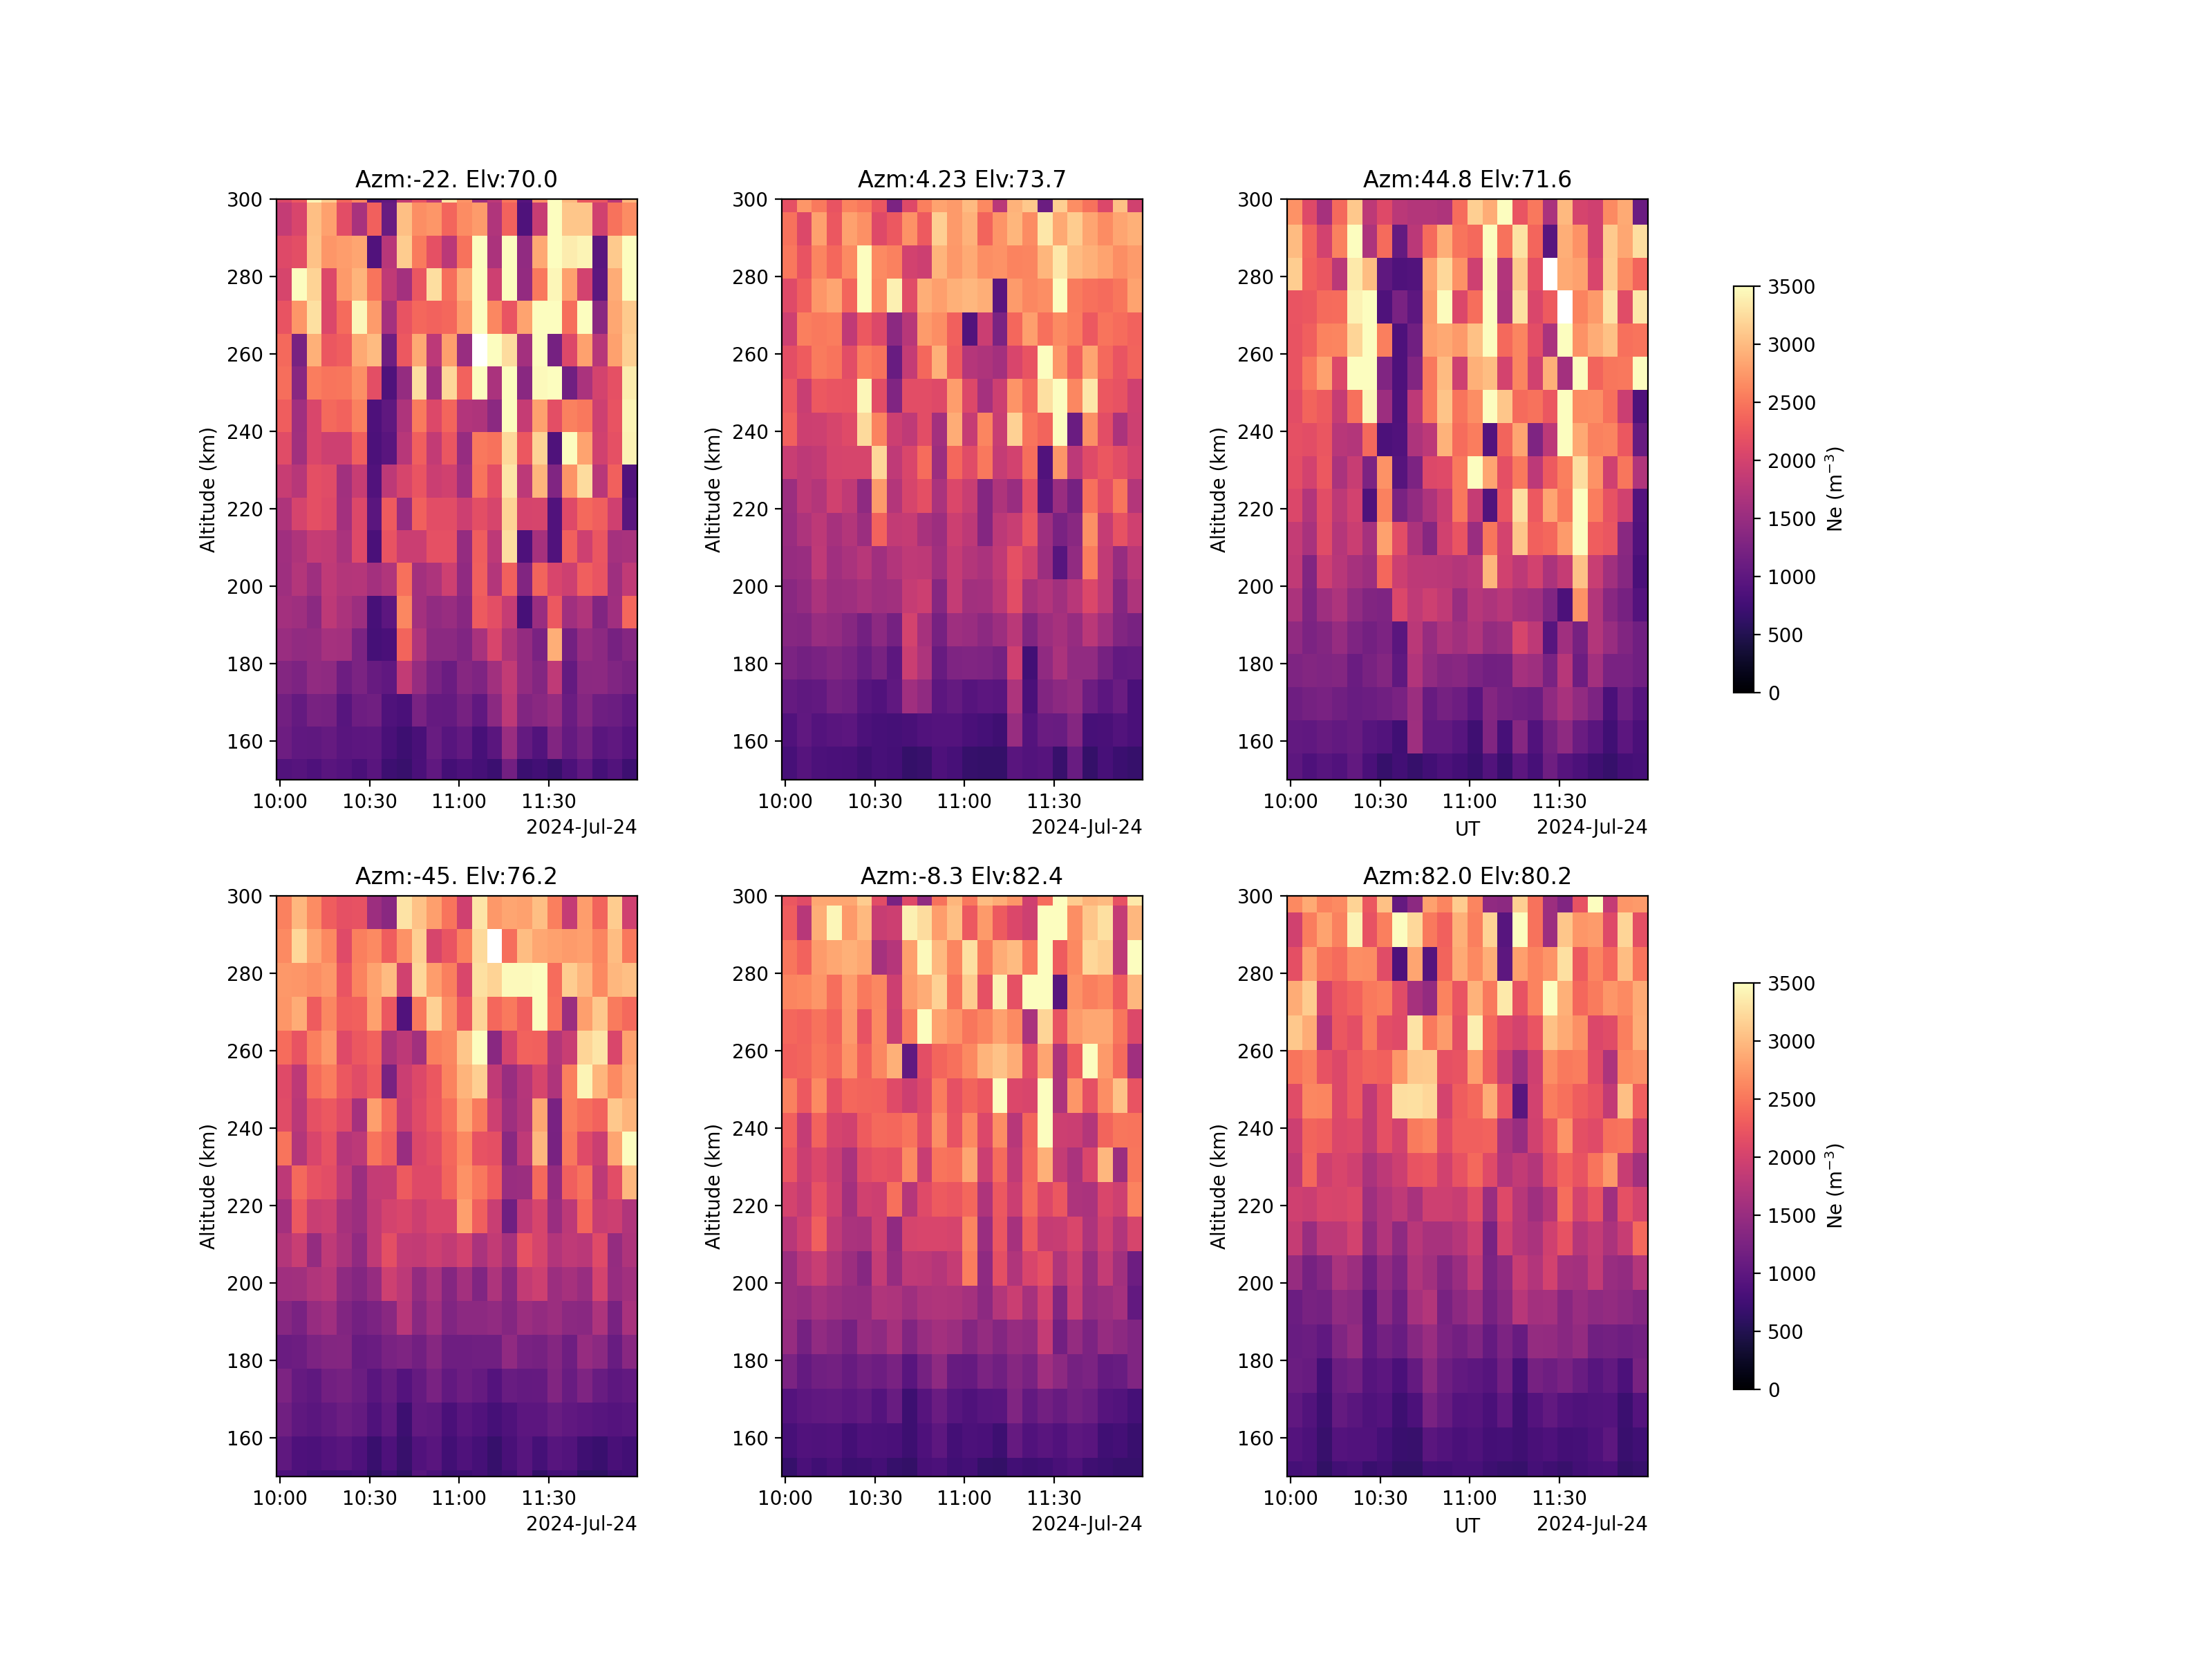 Azm:-22. Elv:70.0
300
280
260
240
220
200
180
160
Altitude (km)
10:00 10:30 11:00 11:30
2024-Jul-24
Azm:4.23 Elv:73.7
300
280
260
240
220
200
180
160
Altitude (km)
10:00 10:30 11:00 11:30
2024-Jul-24
Azm:44.8 Elv:71.6
300
280
260
240
220
200
180
160
Altitude (km)
10:00 10:30 11:00 11:30
UT 2024-Jul-24
3500
3000
2500
2000
1500
1000
500
0
Ne (m⁻³)
Azm:-45. Elv:76.2
300
280
260
240
220
200
180
160
Altitude (km)
10:00 10:30 11:00 11:30
2024-Jul-24
Azm:-8.3 Elv:82.4
300
280
260
240
220
200
180
160
Altitude (km)
10:00 10:30 11:00 11:30
2024-Jul-24
Azm:82.0 Elv:80.2
300
280
260
240
220
200
180
160
Altitude (km)
10:00 10:30 11:00 11:30
UT 2024-Jul-24
3500
3000
2500
2000
1500
1000
500
0
Ne (m⁻³)